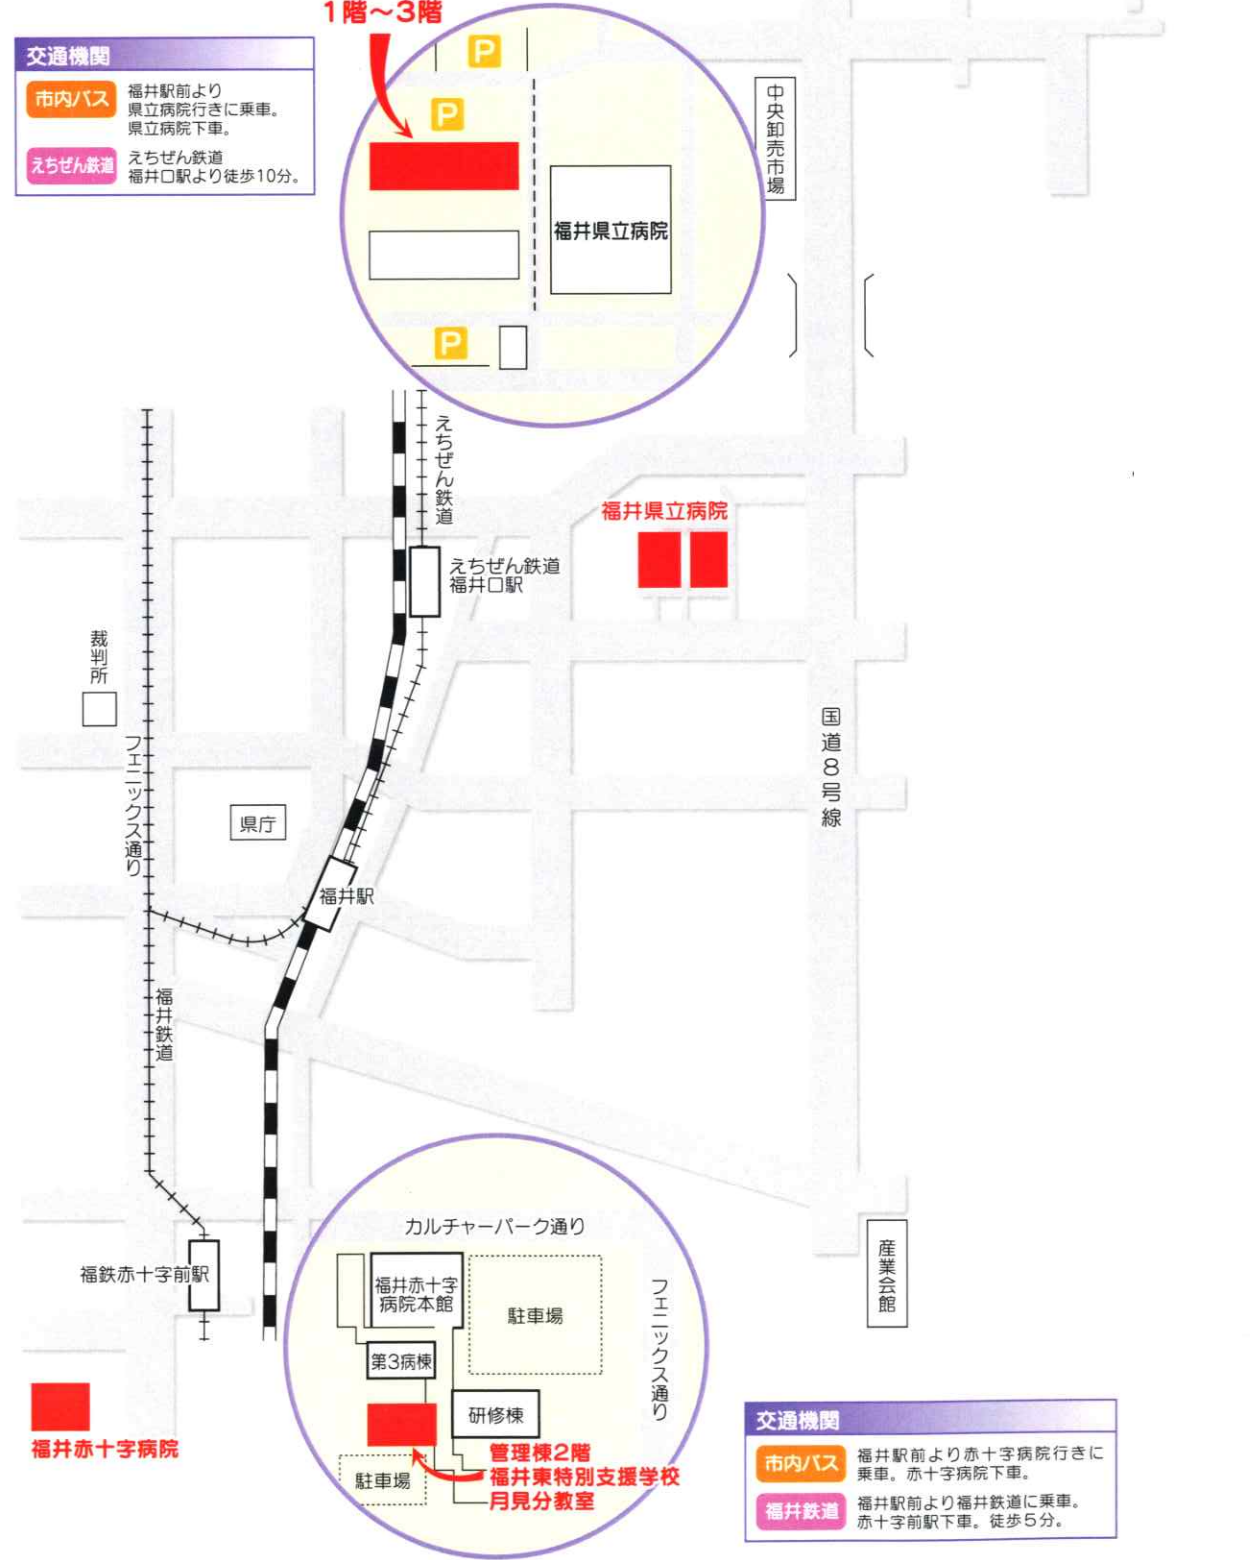 1階～3階
交通機関
市内バス
福井駅前より
県立病院行きに乗車。
県立病院下車。
えちぜん鉄道
えちぜん鉄道
福井口駅より徒歩10分。
P
P
福井県立病院
P
中央卸売市場
えちぜん鉄道
福井県立病院
えちぜん鉄道
福井口駅
裁判所
フェニックス通り
国道8号線
県庁
福井駅
福井鉄道
福鉄赤十字前駅
福井赤十字病院
カルチャーパーク通り
福井赤十字
病院本館
駐車場
フェニックス通り
第3病棟
研修棟
駐車場
管理棟2階
福井東特別支援学校
月見分教室
産業会館
交通機関
市内バス
福井駅前より赤十字病院行きに
乗車。赤十字病院下車。
福井鉄道
福井駅前より福井鉄道に乗車。
赤十字前駅下車。徒歩5分。